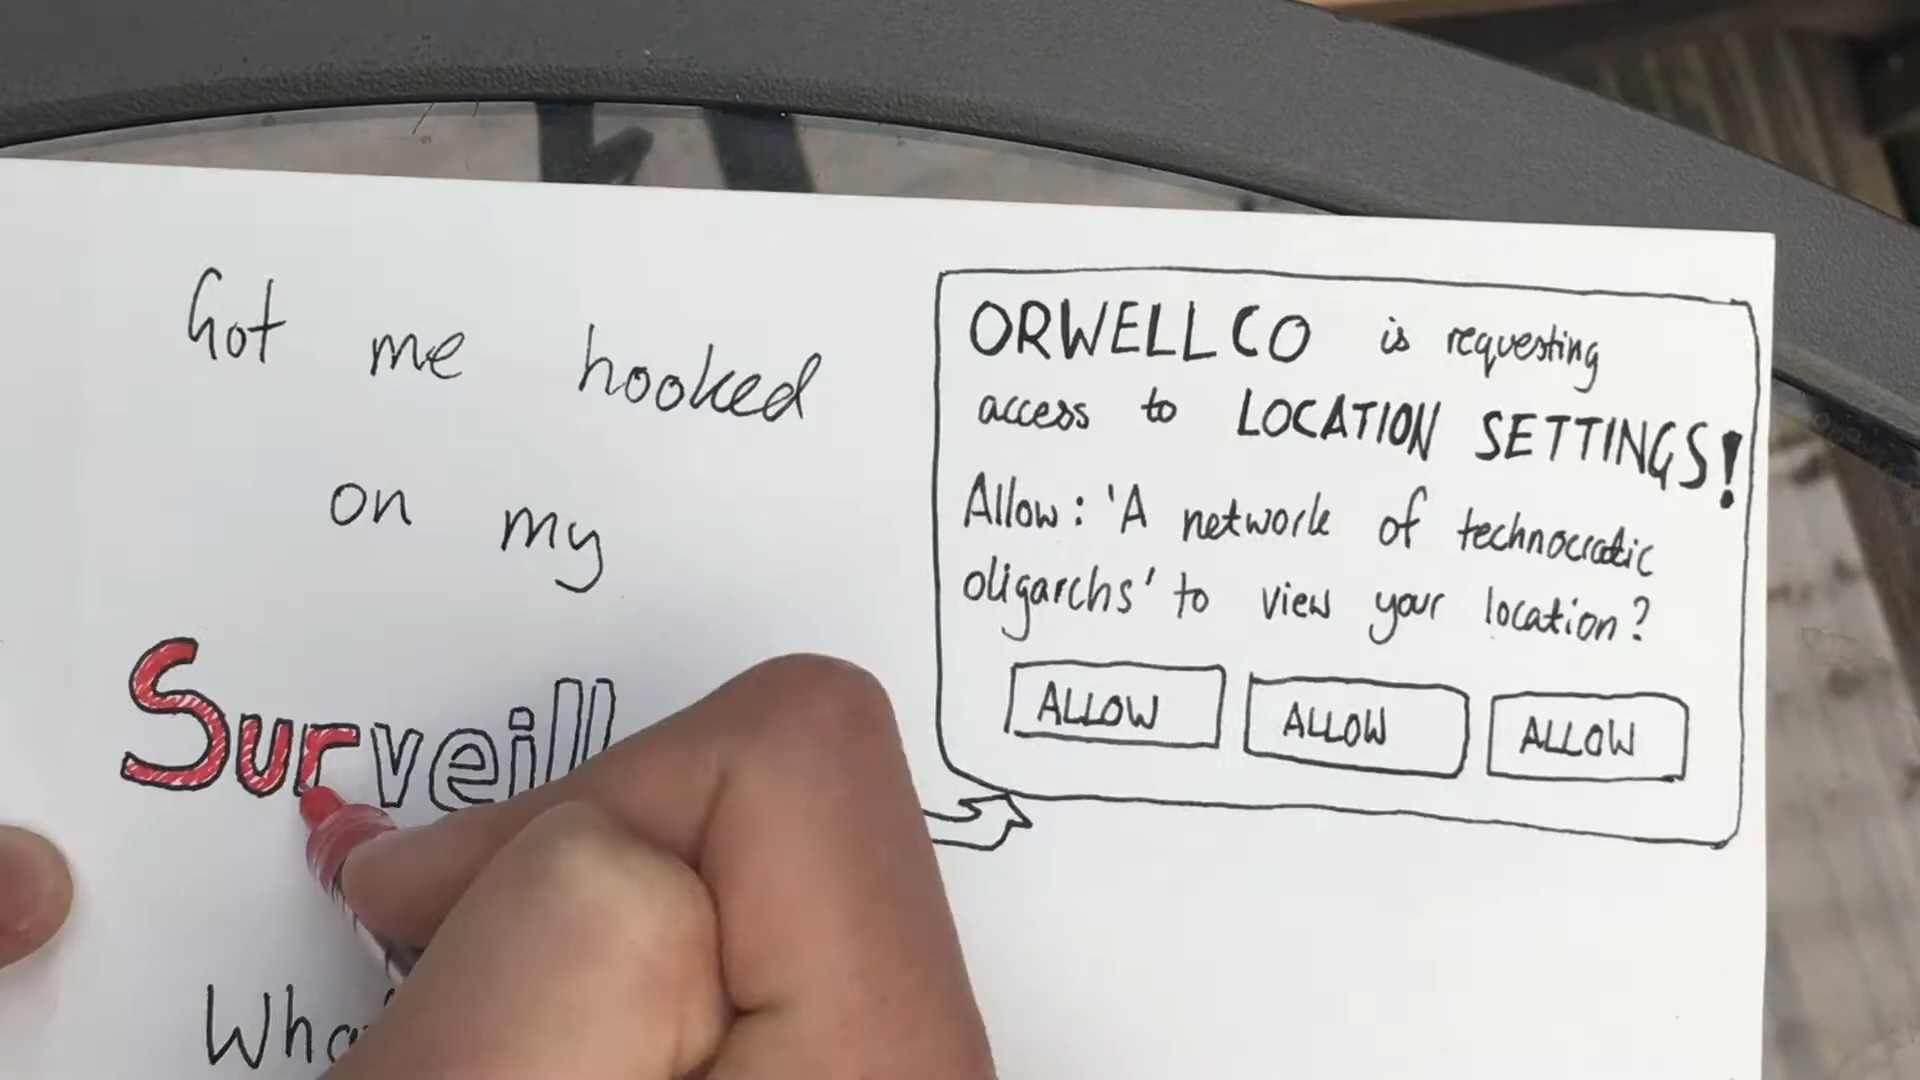 Got me hooked
on my
Surveill
ORWELLCO is requesting
access to LOCATION SETTINGS!
Allow: 'A network of technocratic
oligarchs' to view your location?
ALLOW ALLOW ALLOW